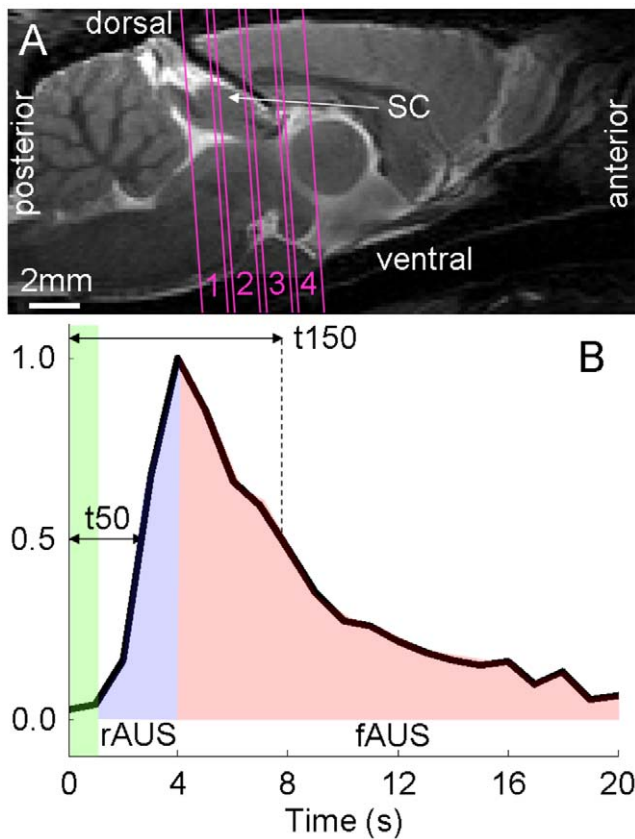 A
dorsal
SC
posterior
anterior
ventral
1 2 3 4
2mm
B
t150
1.0
t50
0.5
0.0
rAUS
fAUS
0 4 8 12 16 20
Time (s)